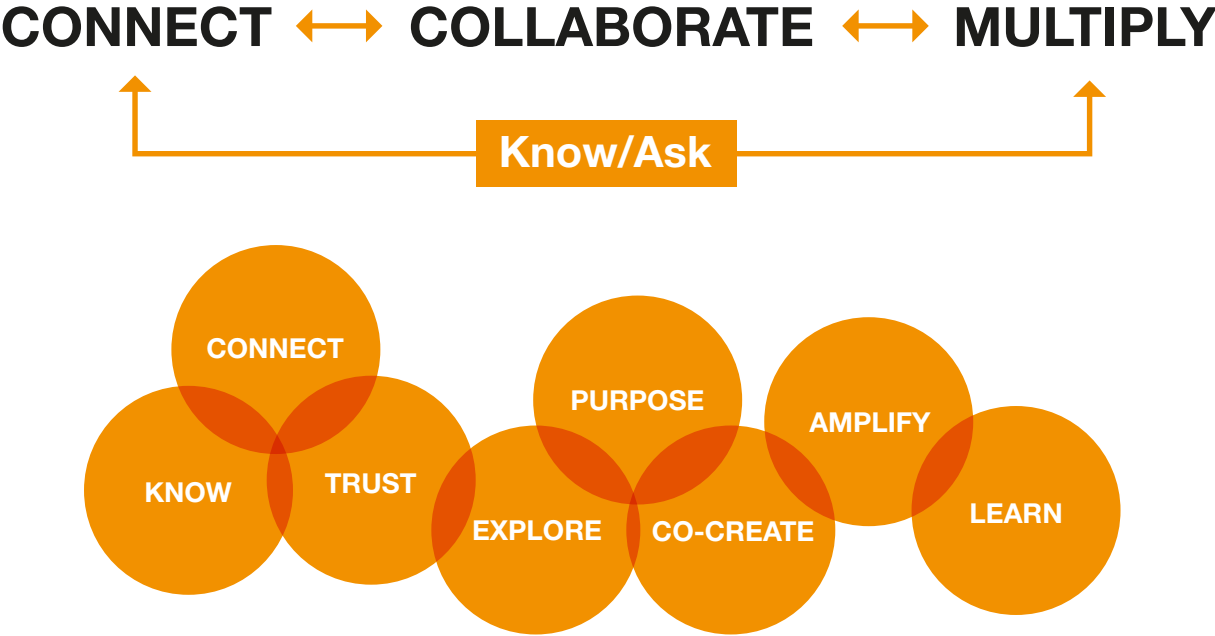 CONNECT COLLABORATE MULTIPLY
Know/Ask
CONNECT
KNOW
TRUST
EXPLORE
PURPOSE
CO-CREATE
AMPLIFY
LEARN